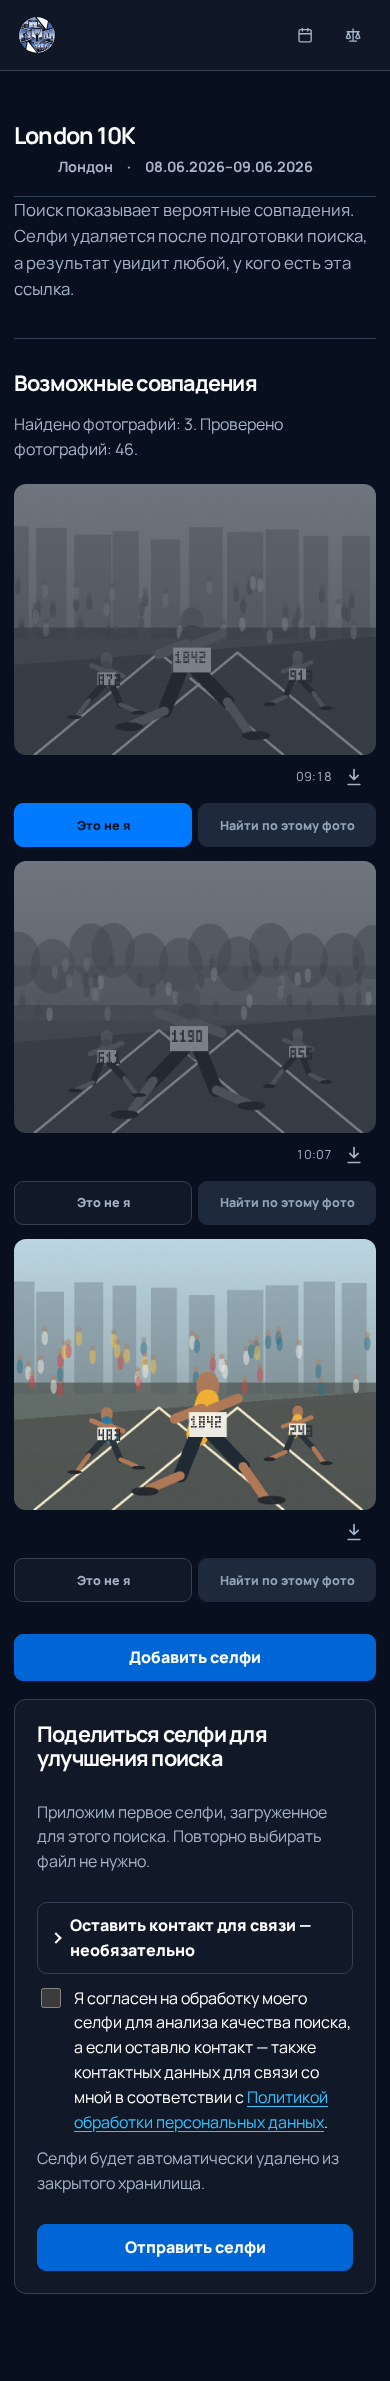 London 10K
Лондон · 08.06.2026–09.06.2026
Поиск показывает вероятные совпадения.
Селфи удаляется после подготовки поиска,
а результат увидит любой, у кого есть эта
ссылка.
Возможные совпадения
Найдено фотографий: 3. Проверено
фотографий: 46.
1842
09:18
Это не я
Найти по этому фото
1190
10:07
Это не я
Найти по этому фото
1842
Это не я
Найти по этому фото
Добавить селфи
Поделиться селфи для
улучшения поиска
Приложим первое селфи, загруженное
для этого поиска. Повторно выбирать
файл не нужно.
Оставить контакт для связи —
необязательно
Я согласен на обработку моего
селфи для анализа качества поиска,
а если оставлю контакт — также
контактных данных для связи со
мной в соответствии с Политикой
обработки персональных данных.
Селфи будет автоматически удалено из
закрытого хранилища.
Отправить селфи